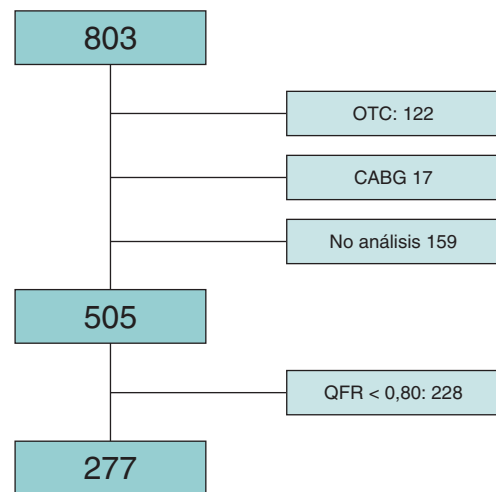 803
OTC: 122
CABG 17
No análisis 159
505
QFR < 0,80: 228
277